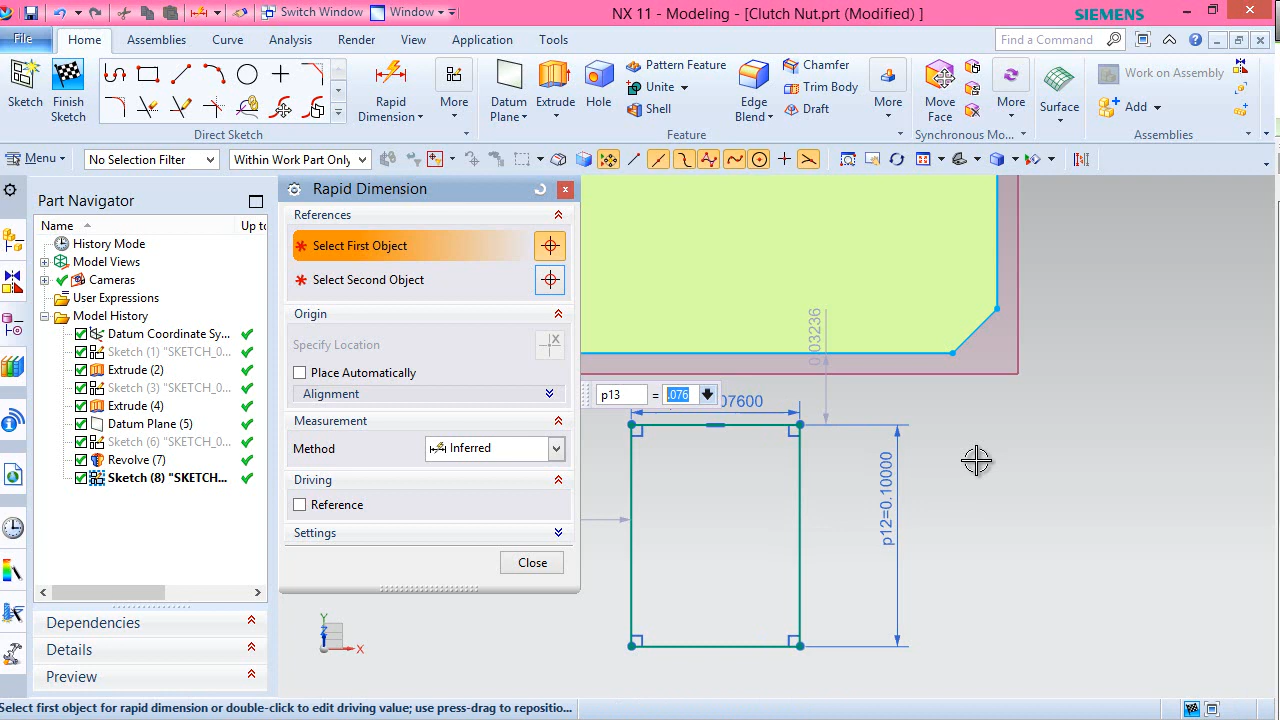 Switch Window
Window
NX 11 - Modeling - [Clutch Nut.prt (Modified) ]
SIEMENS
File
Home
Assemblies
Curve
Analysis
Render
View
Application
Tools
Find a Command
Sketch
Finish
Sketch
Rapid
Dimension
More
Datum
Plane
Extrude
Hole
Pattern Feature
Unite
Shell
Edge
Blend
Chamfer
Trim Body
Draft
More
Move
Face
More
Surface
Work on Assembly
Add
Direct Sketch
Feature
Synchronous Mo...
Assemblies
Menu
No Selection Filter
Within Work Part Only
Part Navigator
Name
Up to
History Mode
Model Views
Cameras
User Expressions
Model History
Datum Coordinate Sy...
Sketch (1) "SKETCH_0...
Extrude (2)
Sketch (3) "SKETCH_0...
Extrude (4)
Datum Plane (5)
Sketch (6) "SKETCH_0...
Revolve (7)
Sketch (8) "SKETCH...
Dependencies
Details
Preview
Rapid Dimension
References
* Select First Object
* Select Second Object
Origin
Specify Location
Place Automatically
Alignment
Measurement
Method
Inferred
Driving
Reference
Settings
Close
0.03236
p13 = .076
07600
p12=0.10000
Y
Z
X
Select first object for rapid dimension or double-click to edit driving value; use press-drag to repositio...